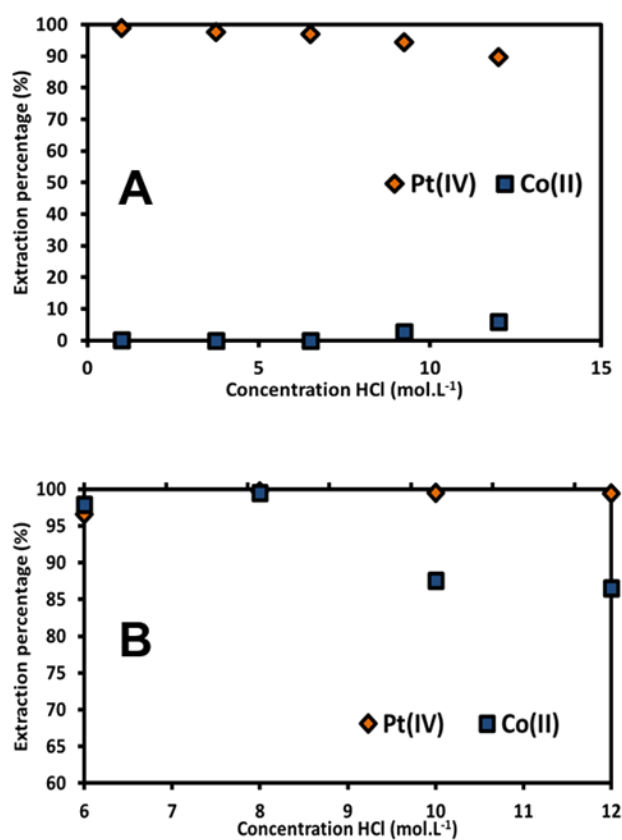 100
90
80
70
60
50
40
30
20
10
0
Extraction percentage (%)
A
Pt(IV) Co(II)
0 5 10 15
Concentration HCl (mol.L⁻¹)
100
95
90
85
80
75
70
65
60
Extraction percentage (%)
B
Pt(IV) Co(II)
6 7 8 9 10 11 12
Concentration HCl (mol.L⁻¹)